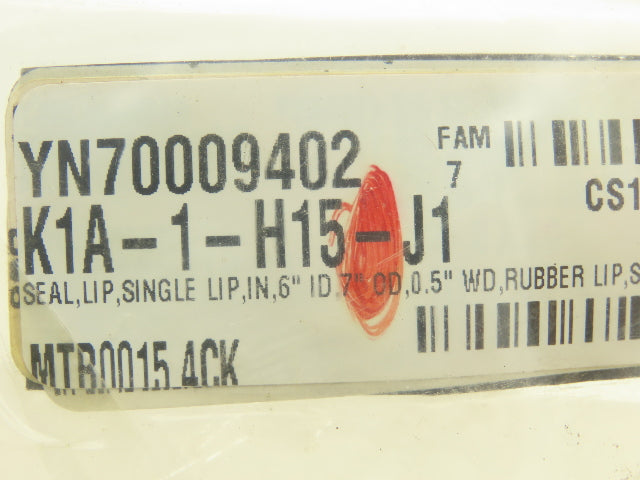 YN70009402 FAM
7
CS1
K1A-1-H15-J1
SEAL,LIP,SINGLE LIP,IN,6" ID,7" OD,0.5" WD,RUBBER LIP,S
MTB0015.4CK